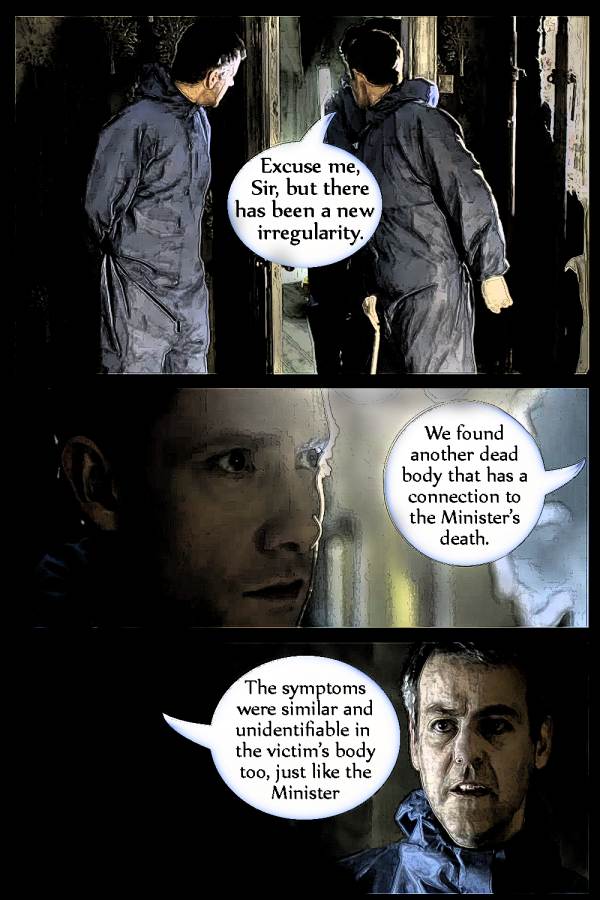 Excuse me,
Sir, but there
has been a new
irregularity.
We found
another dead
body that has a
connection to
the Minister's
death.
The symptoms
were similar and
unidentifiable in
the victim's body
too, just like the
Minister